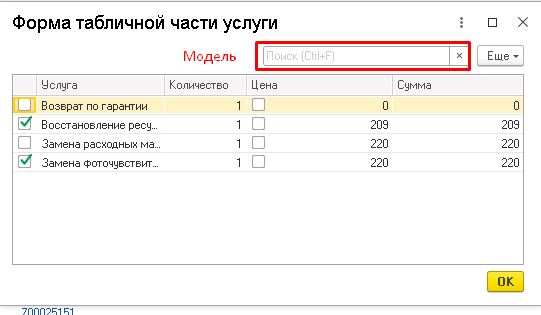 Форма табличной части услуги
Модель Поиск (Ctrl+F) × Еще
Услуга Количество Цена Сумма
Возврат по гарантии 1 0 0
Восстановление ресу... 1 209 209
Замена расходных ма... 1 220 220
Замена фоточувствит... 1 220 220
OK
700025151